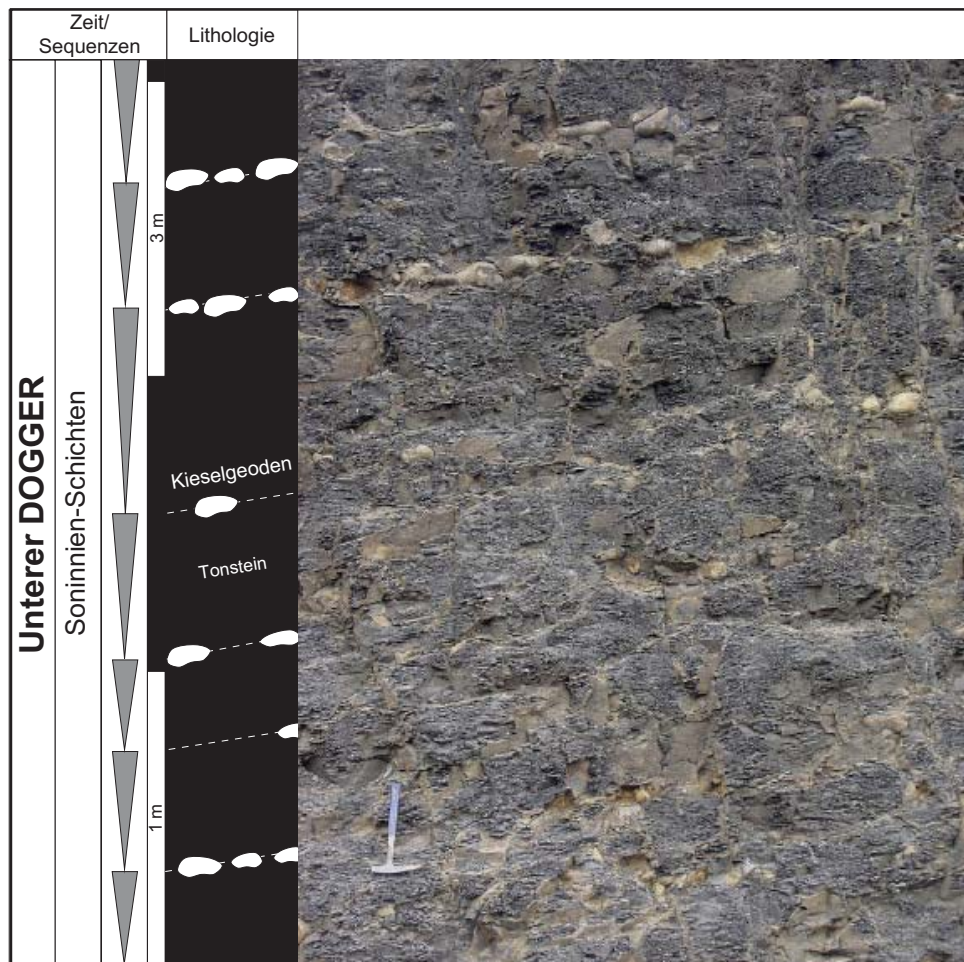 Zeit/
Sequenzen
Lithologie
Unterer DOGGER
Soninnien-Schichten
3 m
Kieselgeoden
Tonstein
1 m